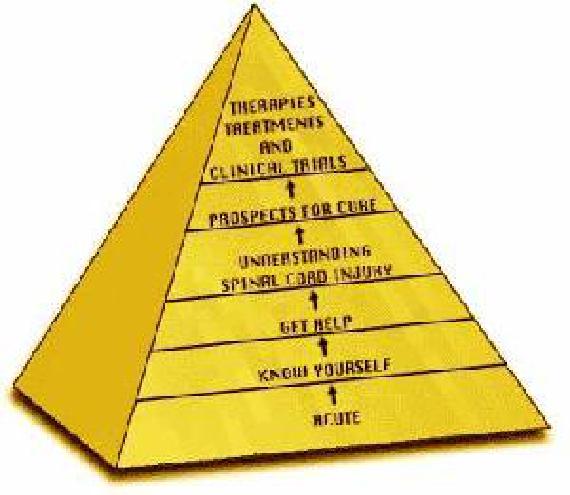 THERAPIES
TREATMENTS
AND
CLINICAL TRIALS
PROSPECTS FOR CURE
UNDERSTANDING
SPINAL CORD INJURY
GET HELP
KNOW YOURSELF
ACUTE